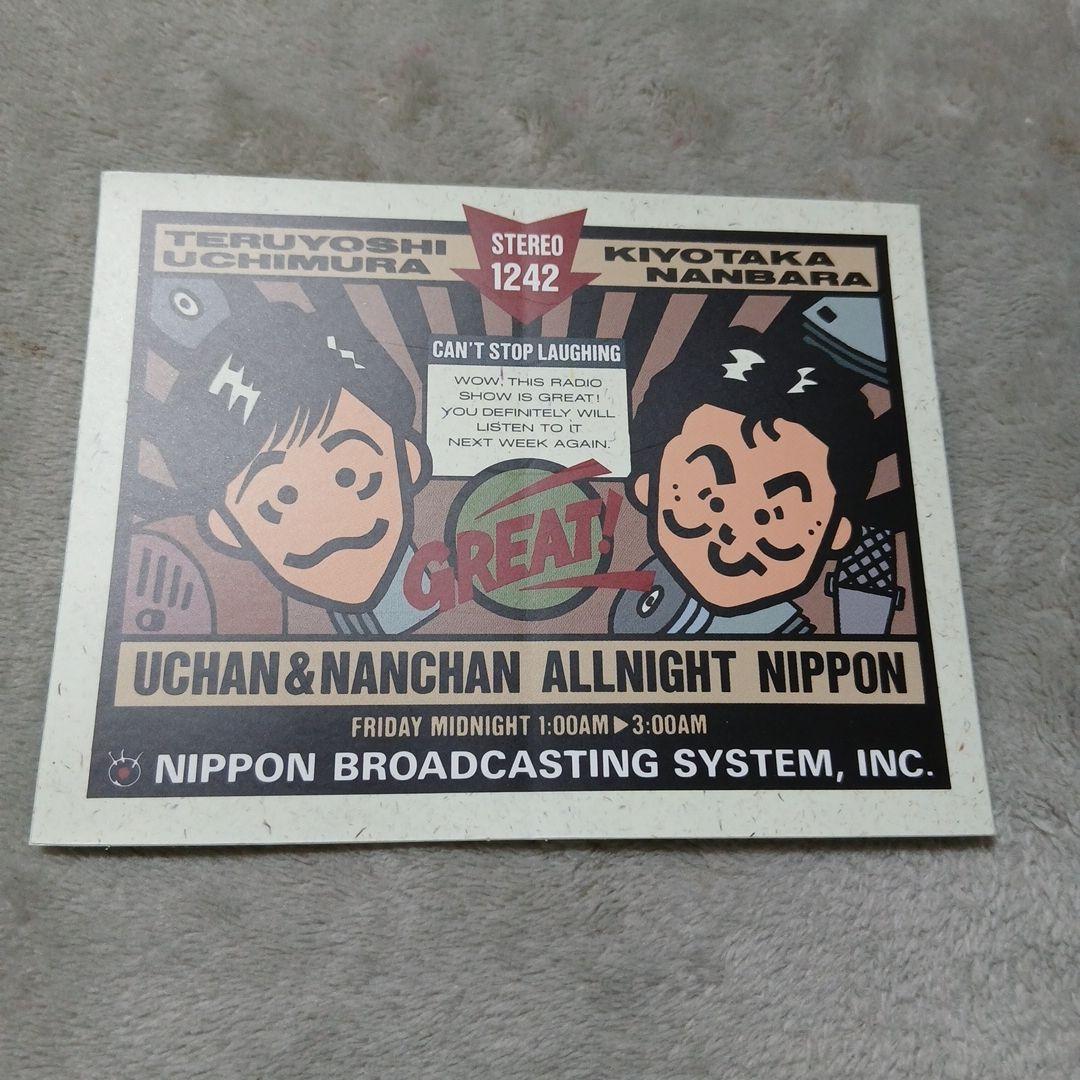 TERUYOSHI
UCHIMURA
STEREO
1242
KIYOTAKA
NANBARA
CAN'T STOP LAUGHING
WOW, THIS RADIO
SHOW IS GREAT!
YOU DEFINITELY WILL
LISTEN TO IT
NEXT WEEK AGAIN.
GREAT!
UCHAN&NANCHAN ALLNIGHT NIPPON
FRIDAY MIDNIGHT 1:00AM▶3:00AM
NIPPON BROADCASTING SYSTEM, INC.